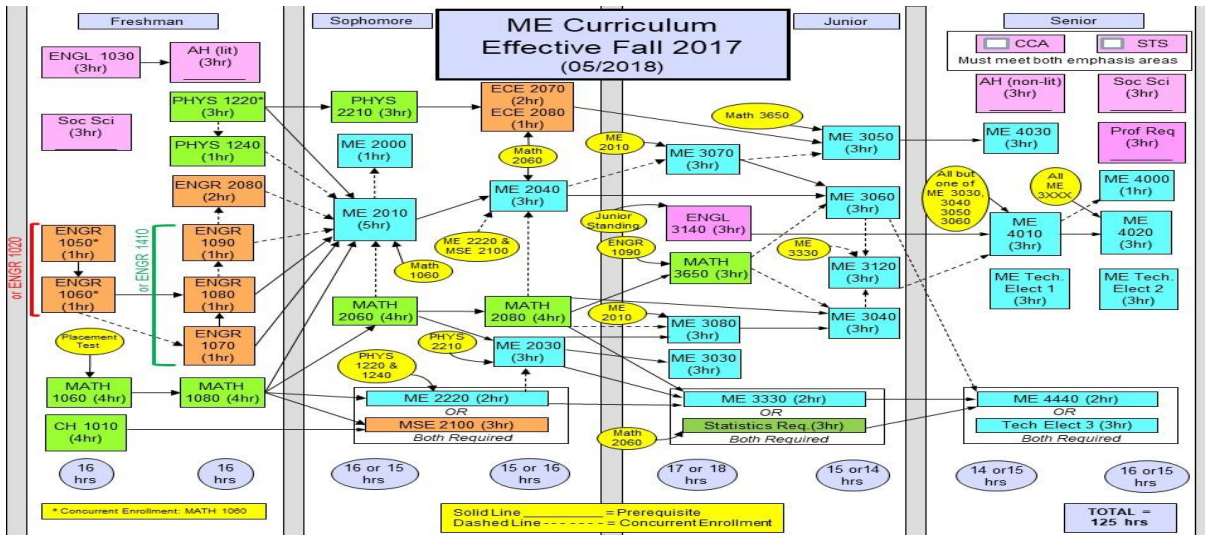 Freshman
Sophomore
ME Curriculum
Effective Fall 2017
(05/2018)
Junior
Senior
CCA
STS
Must meet both emphasis areas
ENGL 1030
(3hr)
AH (lit)
(3hr)
Soc Sci
(3hr)
PHYS 1220*
(3hr)
PHYS 1240
(1hr)
ENGR 2080
(2hr)
or ENGR 1020
ENGR
1050*
(1hr)
ENGR
1060*
(1hr)
or ENGR 1410
ENGR
1090
(1hr)
ENGR
1080
(1hr)
ENGR
1070
(1hr)
Placement
Test
MATH
1060 (4hr)
MATH
1080 (4hr)
CH 1010
(4hr)
16
hrs
16
hrs
* Concurrent Enrollment: MATH 1060
PHYS
2210 (3hr)
ME 2000
(1hr)
ME 2010
(5hr)
Math
1060
MATH
2060 (4hr)
PHYS
1220 &
1240
ECE 2070
(2hr)
ECE 2080
(1hr)
Math
2060
ME 2040
(3hr)
ME 2220 &
MSE 2100
MATH
2080 (4hr)
PHYS
2210
ME 2030
(3hr)
ME 2220 (2hr)
OR
MSE 2100 (3hr)
Both Required
16 or 15
hrs
15 or 16
hrs
Solid Line = Prerequisite
Dashed Line = Concurrent Enrollment
Math 3650
ME
2010
ME 3070
(3hr)
ME 3050
(3hr)
Junior
Standing
ENGL
3140 (3hr)
ME 3060
(3hr)
ENGR
1090
MATH
3650 (3hr)
ME
3330
ME 3120
(3hr)
ME
2010
ME 3080
(3hr)
ME 3040
(3hr)
ME 3030
(3hr)
ME 3330 (2hr)
OR
Statistics Req.(3hr)
Both Required
Math
2060
17 or 18
hrs
15 or14
hrs
AH (non-lit)
(3hr)
Soc Sci
(3hr)
ME 4030
(3hr)
Prof Req
(3hr)
All but
one of
ME 3030,
3040
3050
3060
All
ME
3XXX
ME 4000
(1hr)
ME
4010
(3hr)
ME
4020
(3hr)
ME Tech.
Elect 1
(3hr)
ME Tech.
Elect 2
(3hr)
ME 4440 (2hr)
OR
Tech Elect 3 (3hr)
Both Required
14 or15
hrs
16 or15
hrs
TOTAL =
125 hrs